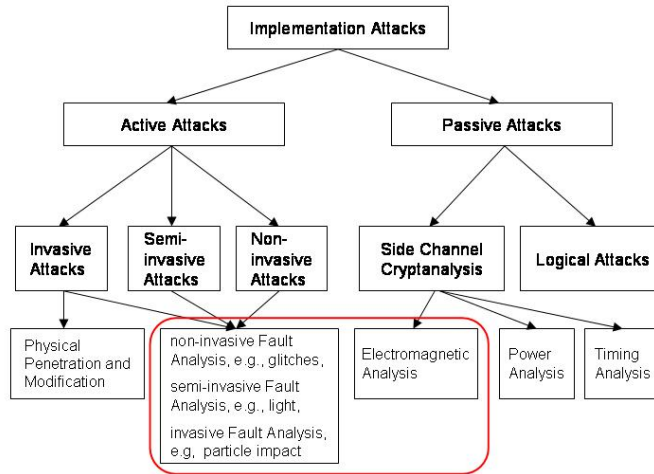 Implementation Attacks
Active Attacks
Passive Attacks
Invasive
Attacks
Semi-
invasive
Attacks
Non-
invasive
Attacks
Side Channel
Cryptanalysis
Logical Attacks
Physical
Penetration and
Modification
non-invasive Fault
Analysis, e.g., glitches,
semi-invasive Fault
Analysis, e.g., light,
invasive Fault Analysis,
e.g, particle impact
Electromagnetic
Analysis
Power
Analysis
Timing
Analysis